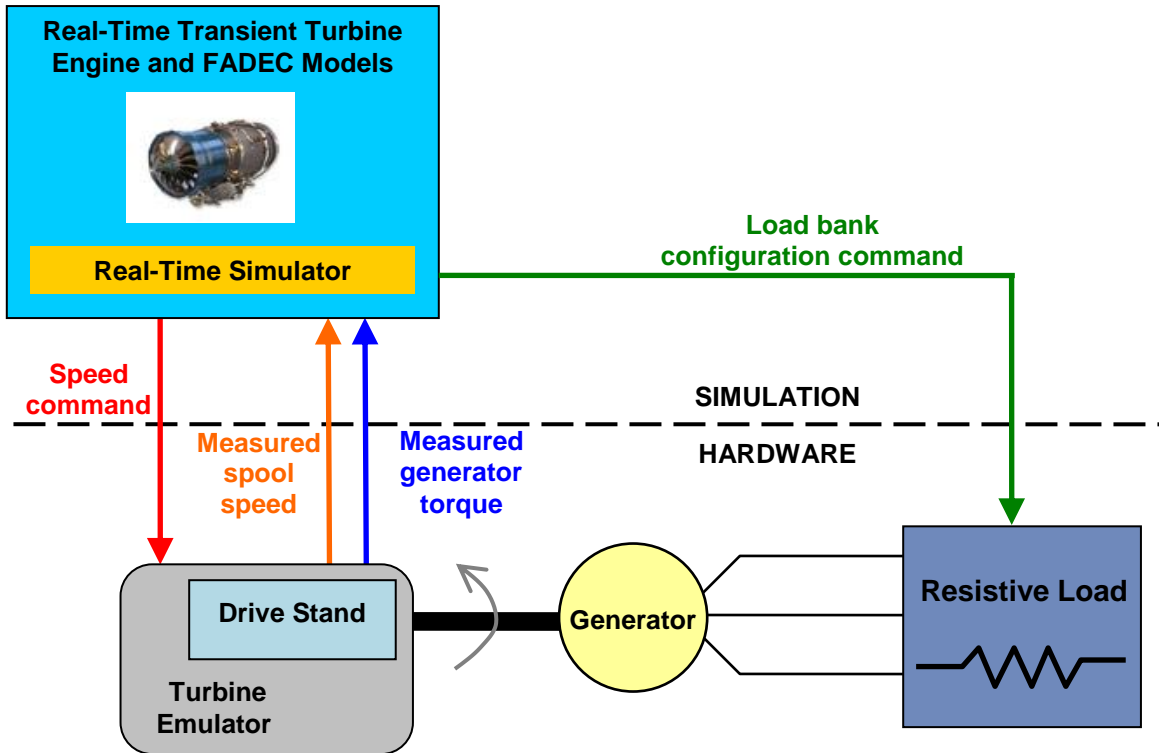 Real-Time Transient Turbine
Engine and FADEC Models
Real-Time Simulator
Load bank
configuration command
Speed
command
SIMULATION
HARDWARE
Measured
spool
speed
Measured
generator
torque
Drive Stand
Turbine
Emulator
Generator
Resistive Load